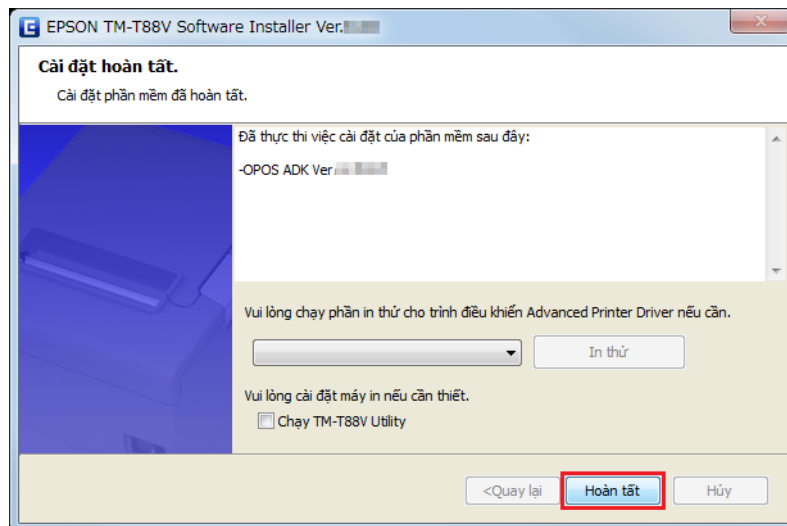 EPSON TM-T88V Software Installer Ver.
Cài đặt hoàn tất.
Cài đặt phần mềm đã hoàn tất.
Đã thực thi việc cài đặt của phần mềm sau đây:
-OPOS ADK Ver
Vui lòng chạy phần in thử cho trình điều khiển Advanced Printer Driver nếu cần.
In thử
Vui lòng cài đặt máy in nếu cần thiết.
Chạy TM-T88V Utility
<Quay lại
Hoàn tất
Hủy